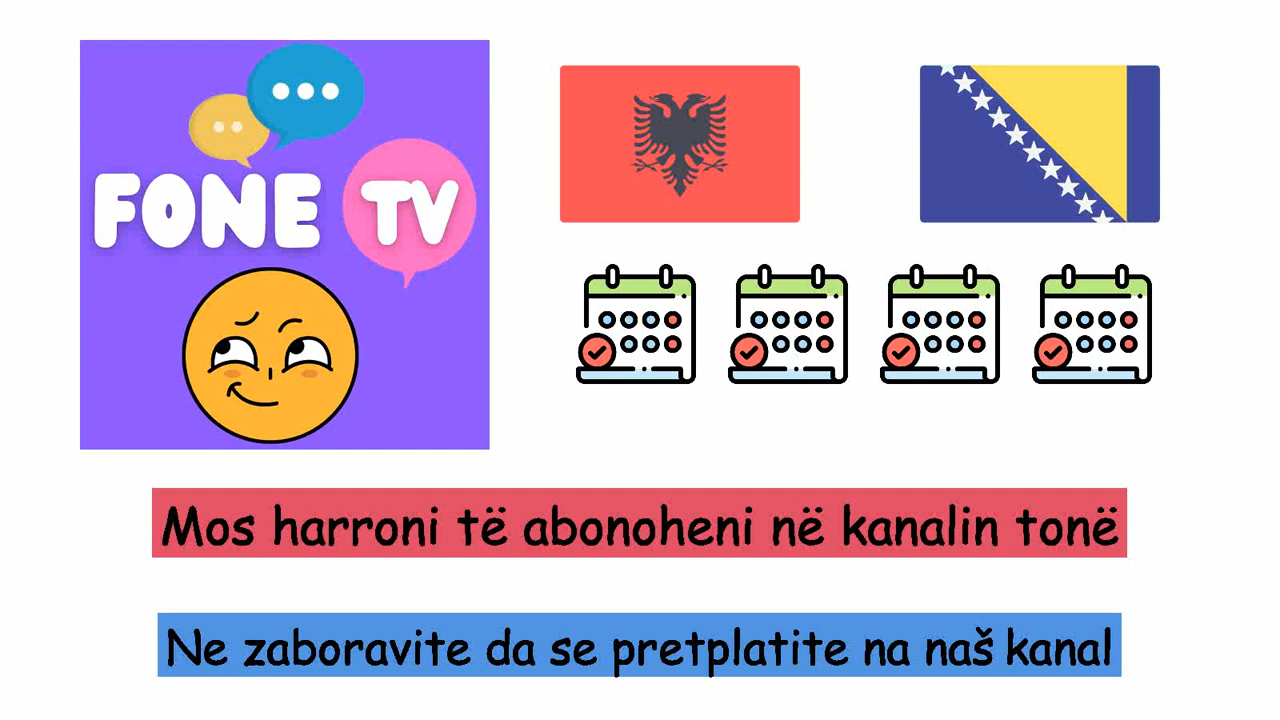 FONE TV
Mos harroni të abonoheni në kanalin tonë
Ne zaboravite da se pretplatite na naš kanal